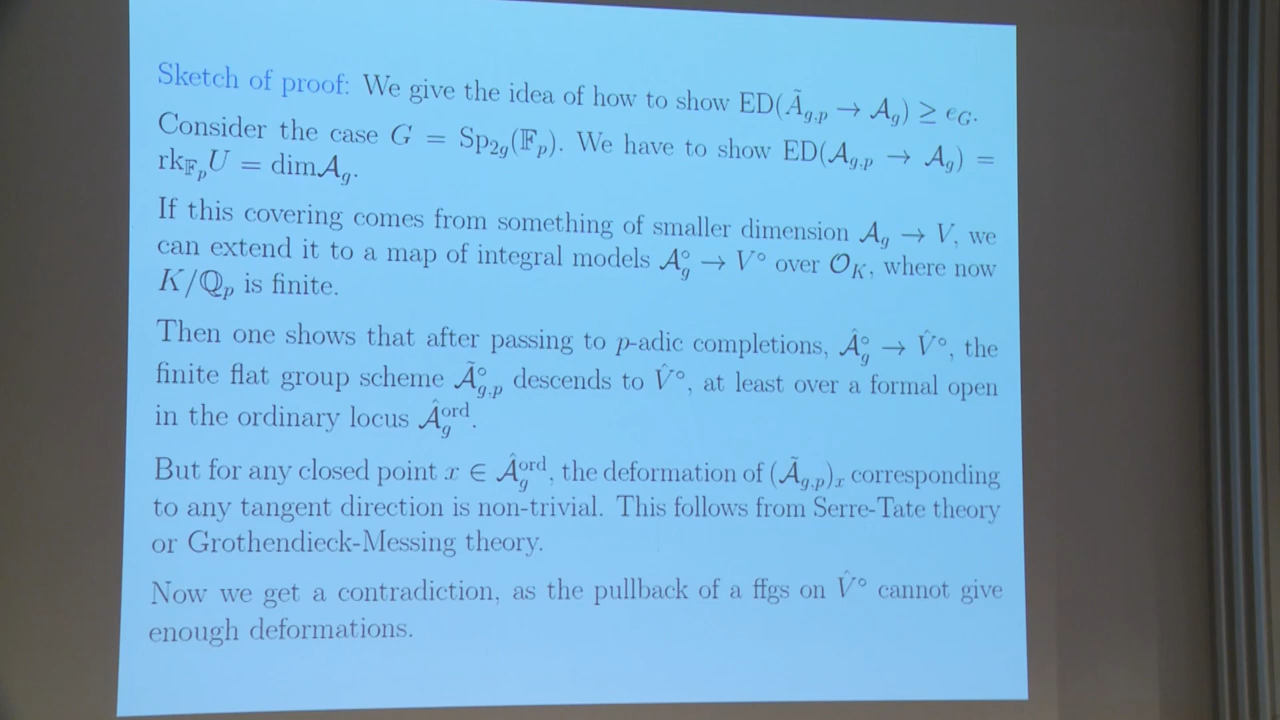 Sketch of proof: We give the idea of how to show ED(Ã_{g,p} → 𝒜_g) ≥ e_G.
Consider the case G = Sp_{2g}(𝔽_p). We have to show ED(𝒜_{g,p} → 𝒜_g) =
rk_{𝔽_p} U = dim𝒜_g.
If this covering comes from something of smaller dimension 𝒜_g → V, we
can extend it to a map of integral models 𝒜_g^∘ → V^∘ over 𝒪_K, where now
K/ℚ_p is finite.
Then one shows that after passing to p-adic completions, 𝒜̂_g^∘ → V̂^∘, the
finite flat group scheme 𝒜̃_{g,p}^∘ descends to V̂^∘, at least over a formal open
in the ordinary locus 𝒜̂_g^{ord}.
But for any closed point x ∈ 𝒜̂_g^{ord}, the deformation of (𝒜̃_{g,p})_x corresponding
to any tangent direction is non-trivial. This follows from Serre-Tate theory
or Grothendieck-Messing theory.
Now we get a contradiction, as the pullback of a ffgs on V̂^∘ cannot give
enough deformations.